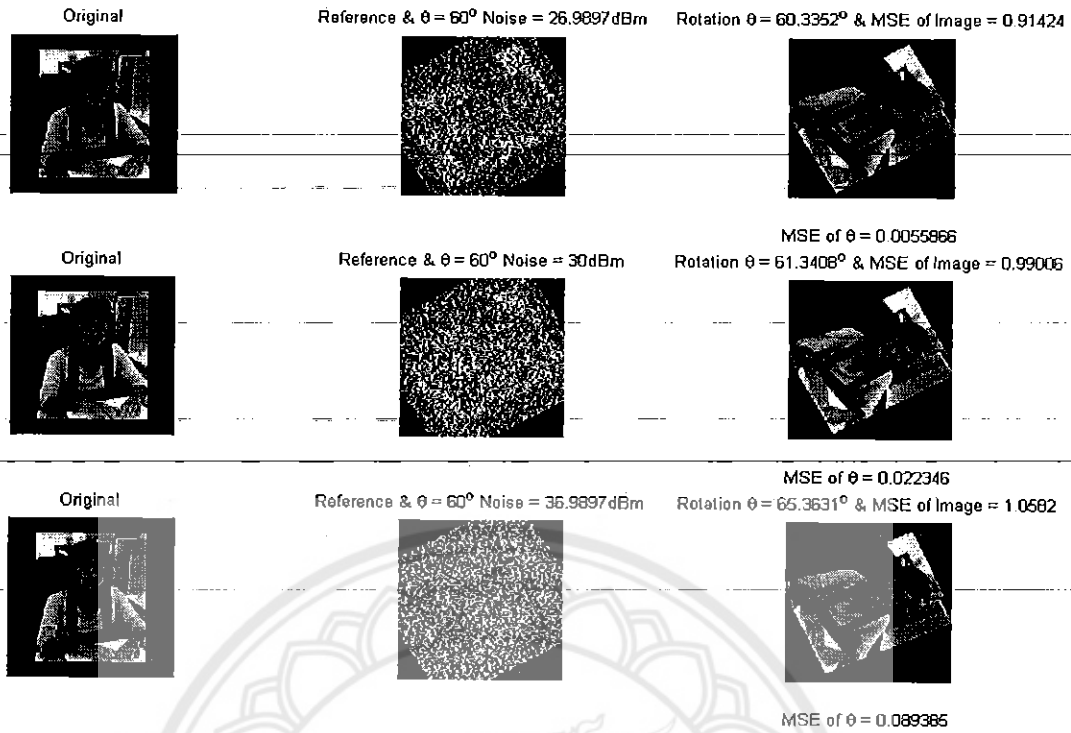 Original
Reference & θ = 60° Noise = 26.9897dBm
Rotation θ = 60.3352° & MSE of Image = 0.91424
MSE of θ = 0.0055866
Original
Reference & θ = 60° Noise = 30dBm
Rotation θ = 61.3408° & MSE of Image = 0.99006
MSE of θ = 0.022346
Original
Reference & θ = 60° Noise = 36.9897dBm
Rotation θ = 65.3631° & MSE of Image = 1.0582
MSE of θ = 0.089385